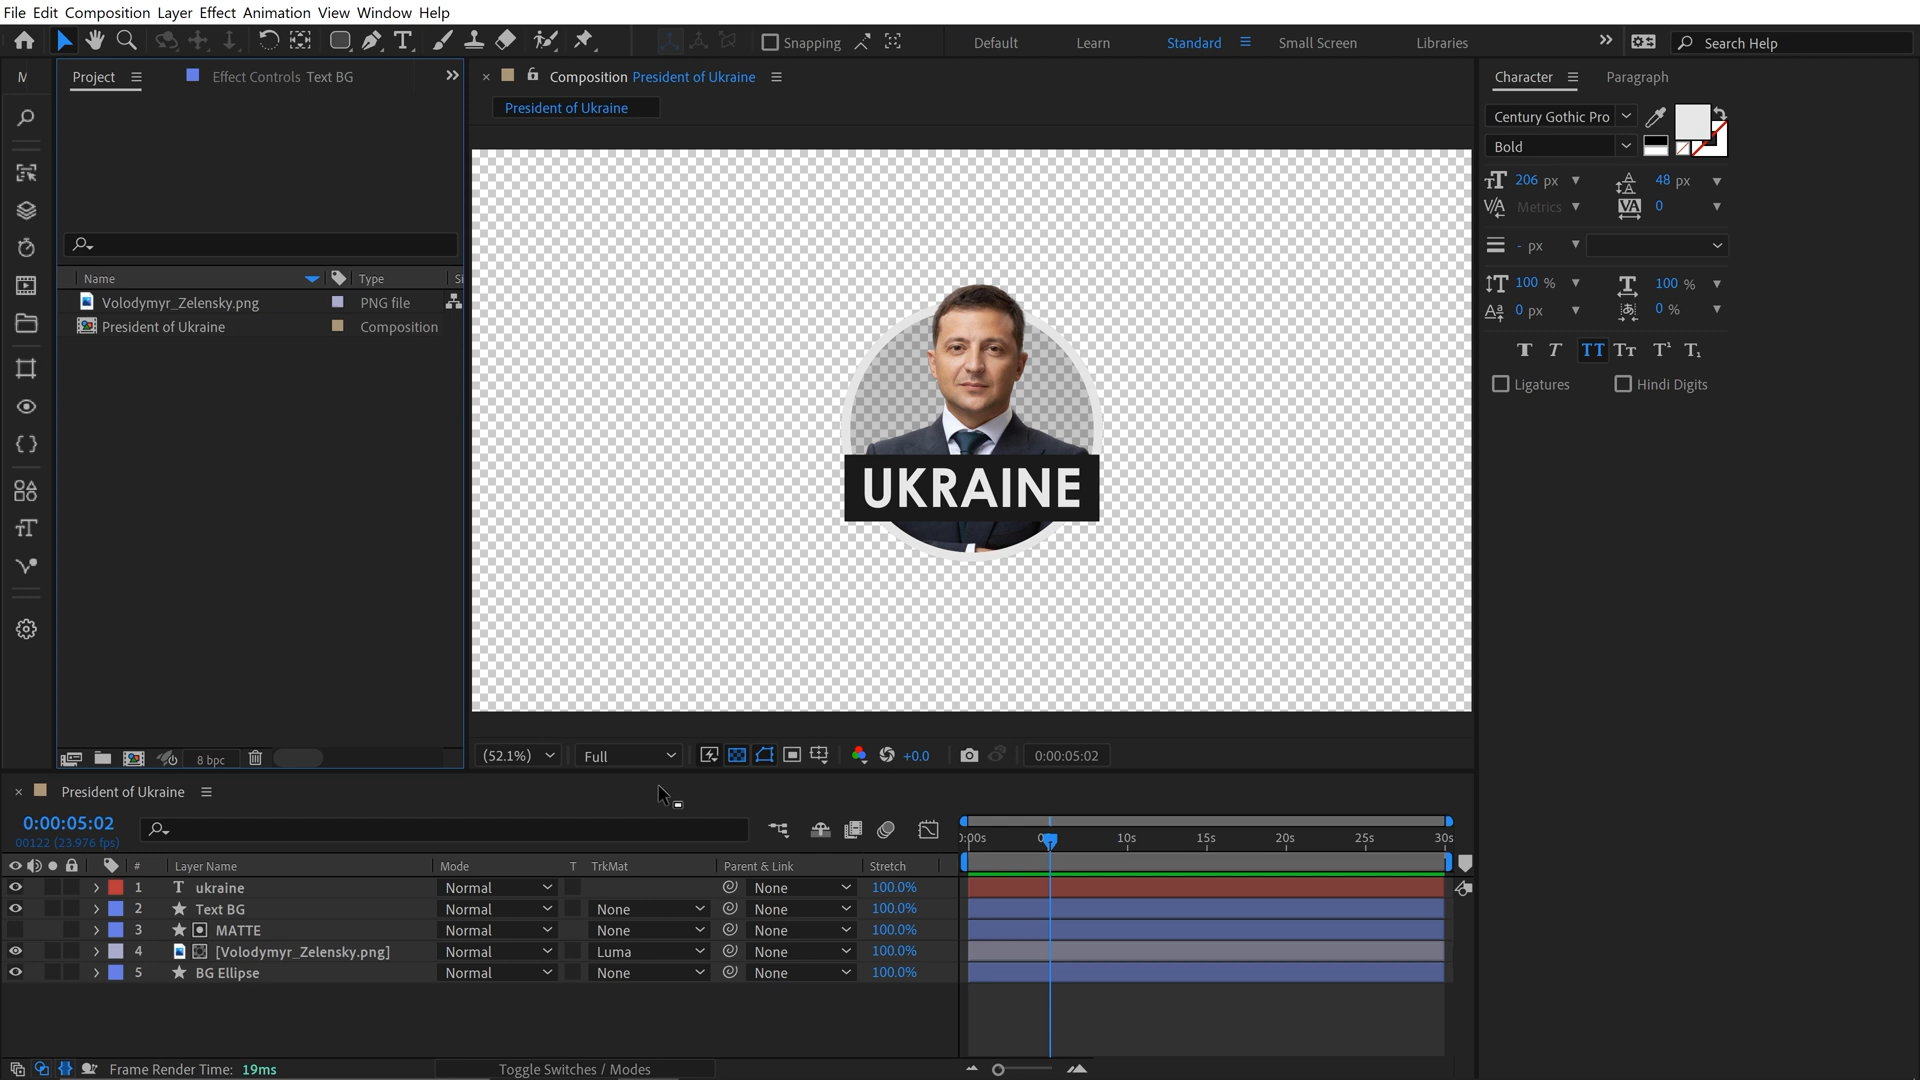 File Edit Composition Layer Effect Animation View Window Help
Snapping
Default Learn Standard Small Screen Libraries
Search Help
M
Project
Effect Controls Text BG
Composition President of Ukraine
President of Ukraine
Name Type Si
Volodymyr_Zelensky.png PNG file
President of Ukraine Composition
8 bpc
UKRAINE
(52.1%) Full +0.0 0:00:05:02
Character Paragraph
Century Gothic Pro
Bold
206 px 48 px
Metrics 0
- px
100 % 100 %
0 px 0 %
T T TT Tt T¹ T₁
Ligatures Hindi Digits
President of Ukraine
0:00:05:02
00122 (23.976 fps)
0:00s 10s 15s 20s 25s 30s
# Layer Name Mode T TrkMat Parent & Link Stretch
1 T ukraine Normal None 100.0%
2 Text BG Normal None None 100.0%
3 MATTE Normal None None 100.0%
4 [Volodymyr_Zelensky.png] Normal Luma None 100.0%
5 BG Ellipse Normal None None 100.0%
Frame Render Time: 19ms
Toggle Switches / Modes